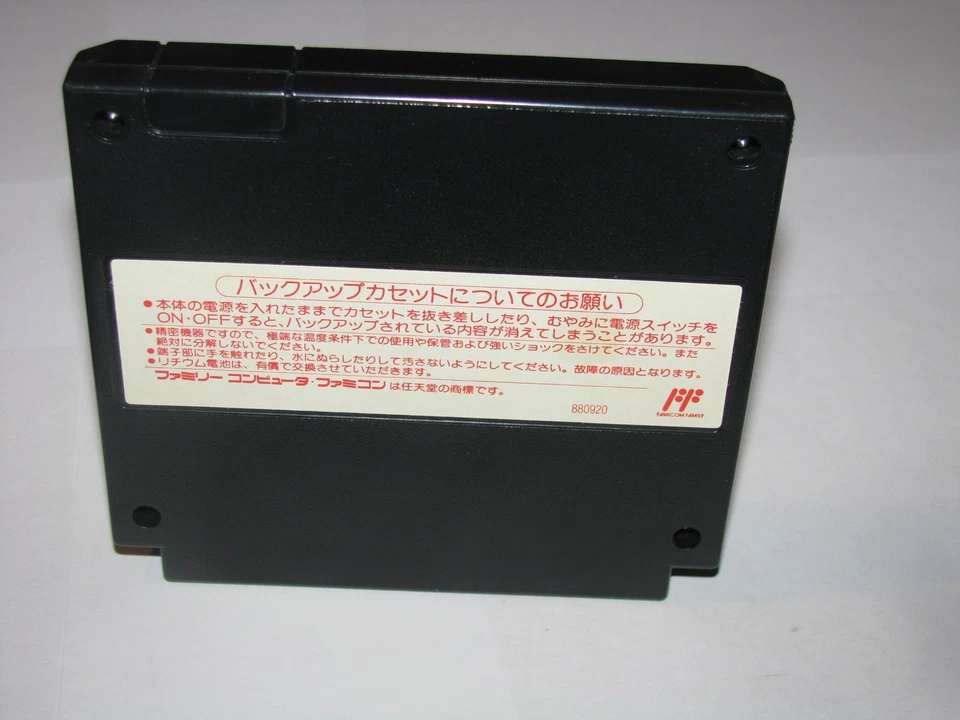 バックアップカセットについてのお願い
●本体の電源を入れたままでカセットを抜き差ししたり、むやみに電源スイッチを
ON・OFFすると、バックアップされている内容が消えてしまうことがあります。
●精密機器ですので、極端な温度条件下での使用や保管および強いショックをさけてください。また
絶対に分解しないでください。
●端子部に手を触れたり、水にぬらしたりして汚さないようにしてください。故障の原因となります。
●リチウム電池は、有償で交換させていただきます。
ファミリーコンピュータ・ファミコンは任天堂の商標です。
880920
FAMICOM FAMILY